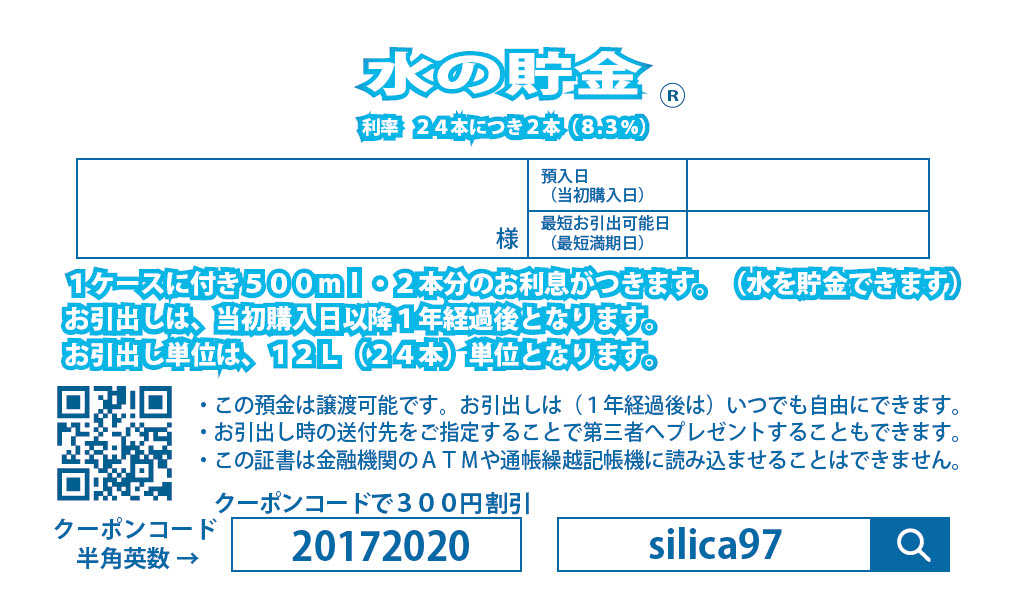 水の貯金
®
利率 24本につき2本（8.3％）
預入日
（当初購入日）
様
最短お引出可能日
（最短満期日）
１ケースに付き５００ｍｌ・２本分のお利息がつきます。（水を貯金できます）
お引出しは、当初購入日以降１年経過後となります。
お引出し単位は、１２Ｌ（２４本）単位となります。
・この預金は譲渡可能です。お引出しは（１年経過後は）いつでも自由にできます。
・お引出し時の送付先をご指定することで第三者へプレゼントすることもできます。
・この証書は金融機関のＡＴＭや通帳繰越記帳機に読み込ませることはできません。
クーポンコードで３００円割引
クーポンコード
半角英数→
20172020
silica97